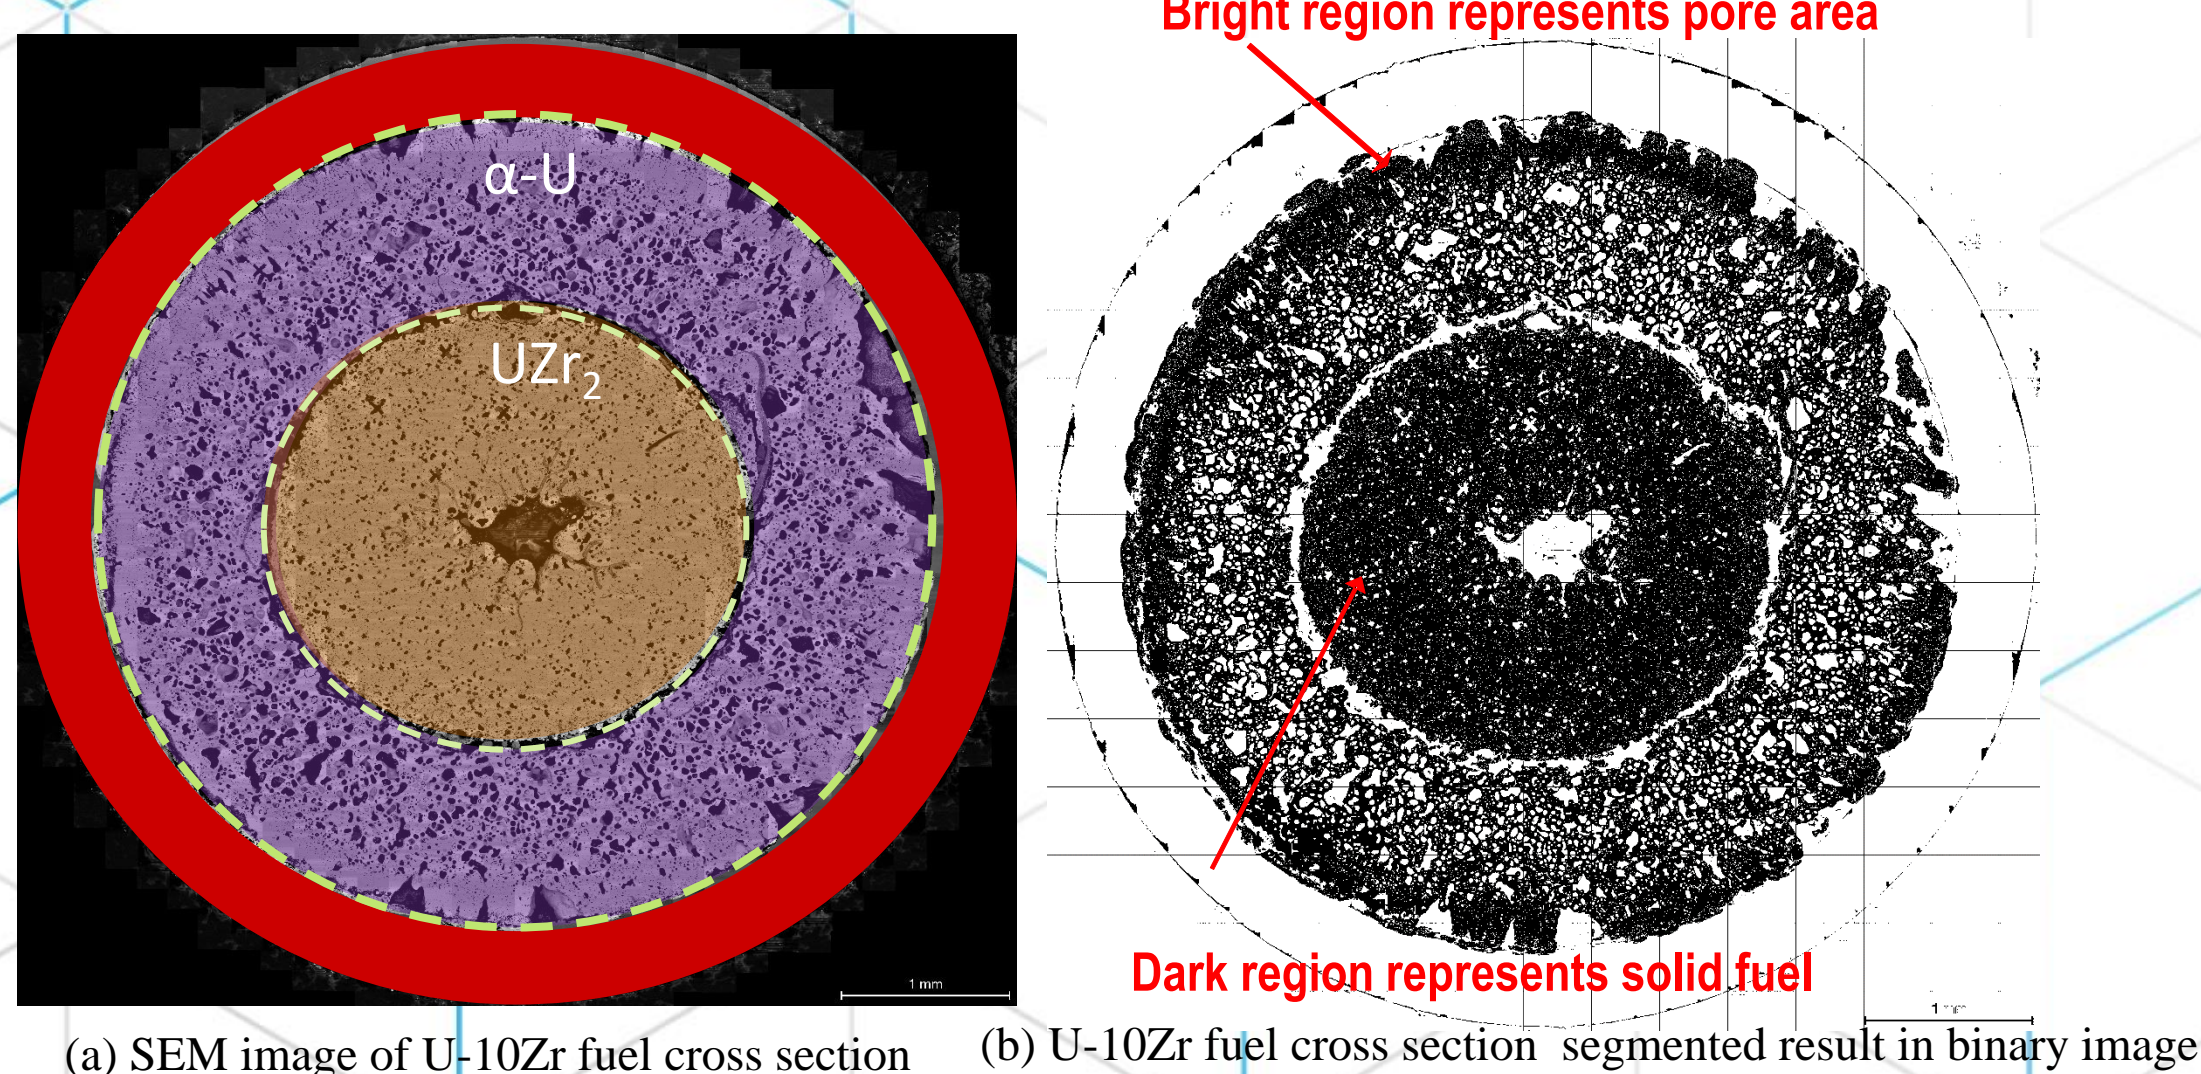 Bright region represents pore area
α-U
UZr₂
1 mm
Dark region represents solid fuel
1
(a) SEM image of U-10Zr fuel cross section
(b) U-10Zr fuel cross section segmented result in binary image